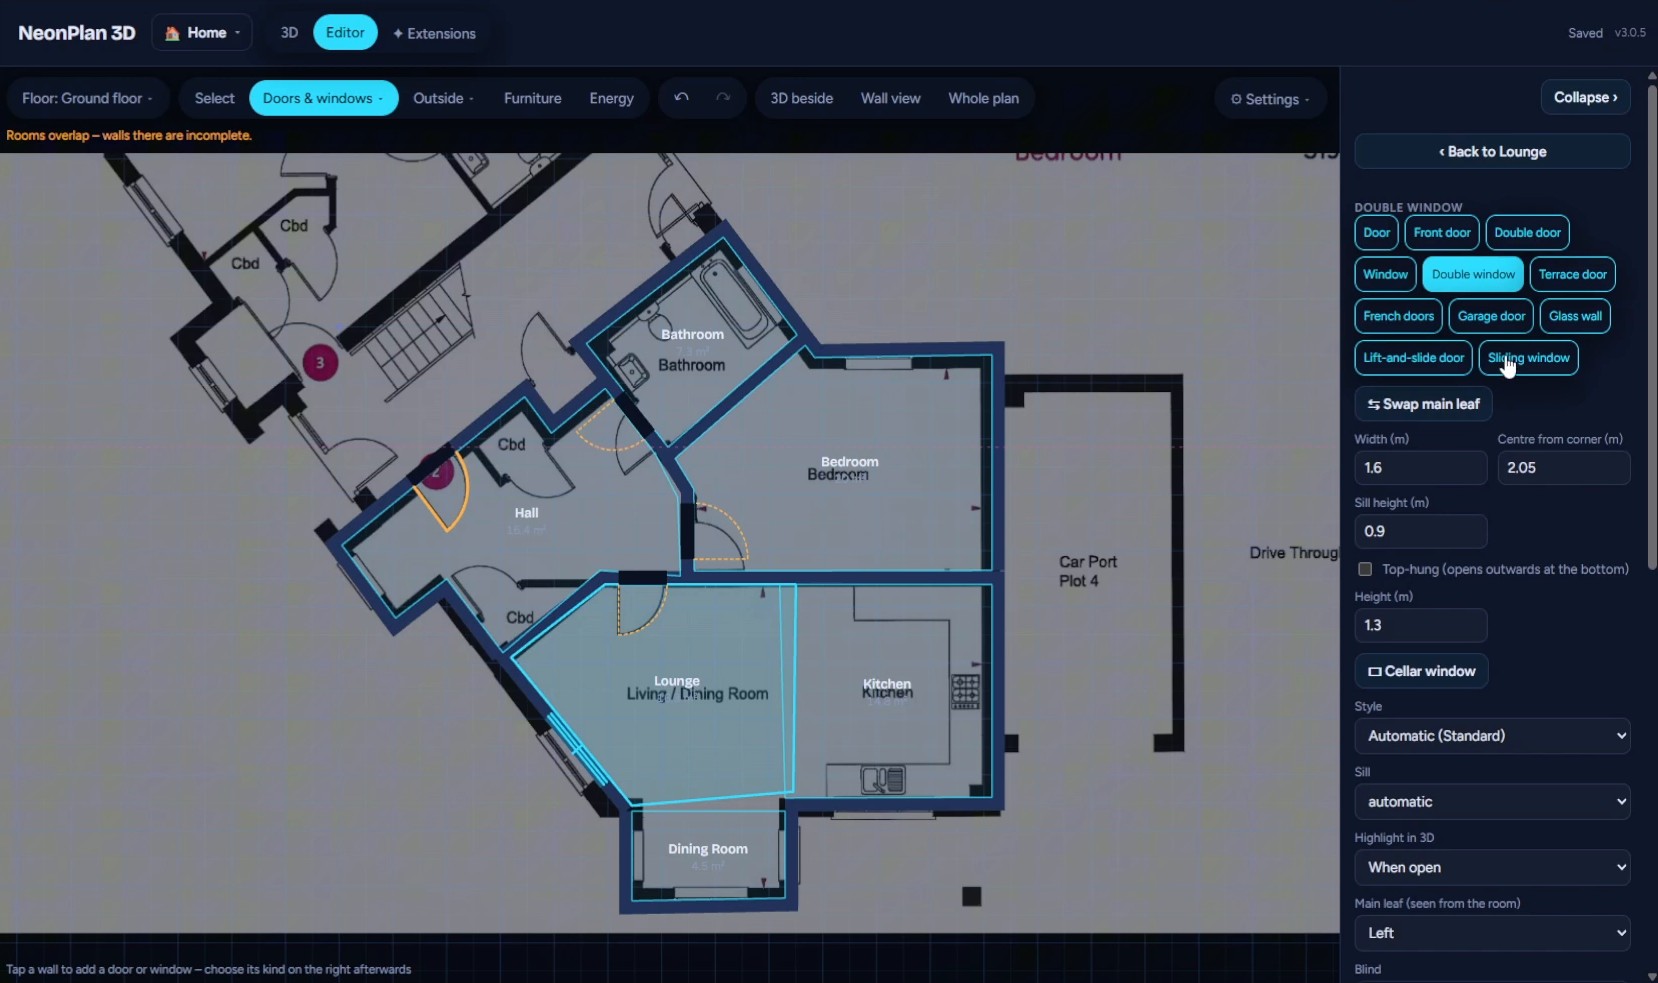 NeonPlan 3D
Home
3D
Editor
Extensions
Saved
v3.0.5
Floor: Ground floor
Select
Doors & windows
Outside
Furniture
Energy
3D beside
Wall view
Whole plan
Settings
Collapse ›
Rooms overlap – walls there are incomplete.
‹ Back to Lounge
Bedroom
DOUBLE WINDOW
Door
Front door
Double door
Window
Double window
Terrace door
French doors
Garage door
Glass wall
Lift-and-slide door
Sliding window
Swap main leaf
Width (m)
Centre from corner (m)
1.6
2.05
Sill height (m)
0.9
Top-hung (opens outwards at the bottom)
Height (m)
1.3
Cellar window
Style
Automatic (Standard)
Sill
automatic
Highlight in 3D
When open
Main leaf (seen from the room)
Left
Blind
Cbd
Cbd
3
Bathroom
Bathroom
Cbd
2
Bedroom
Bedroom
Hall
Car Port
Plot 4
Cbd
Lounge
Living / Dining Room
Kitchen
Kitchen
Dining Room
4.5 m²
Tap a wall to add a door or window – choose its kind on the right afterwards